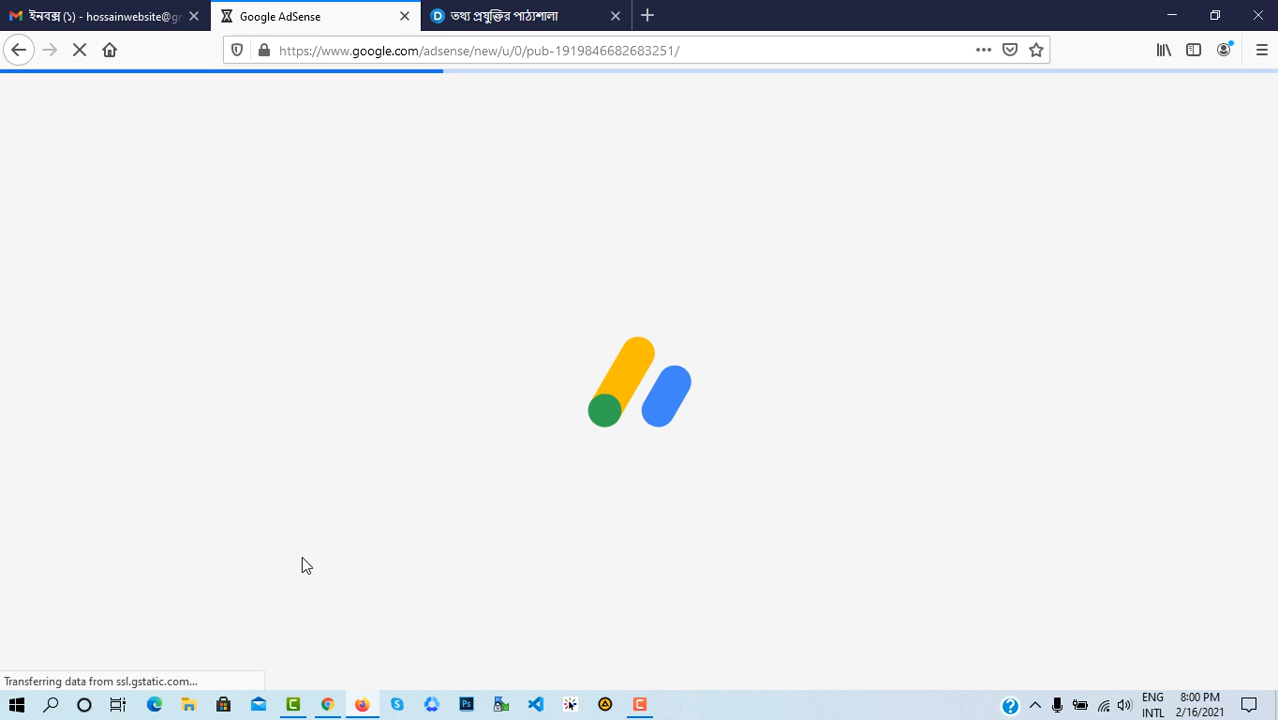 ইনবক্স (১) - hossainwebsite@gm
Google AdSense
তথ্য প্রযুক্তির পাঠ্যশালা
https://www.google.com/adsense/new/u/0/pub-1919846682683251/
Transferring data from ssl.gstatic.com...
ENG
INTL
8:00 PM
2/16/2021